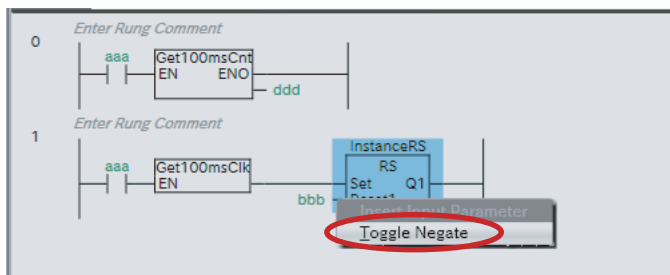 Enter Rung Comment
0
aaa
Get100msCnt
EN ENO
ddd
Enter Rung Comment
1
aaa
Get100msClk
EN
InstanceRS
RS
Set Q1
bbb
Reset1
Insert Input Parameter
Toggle Negate